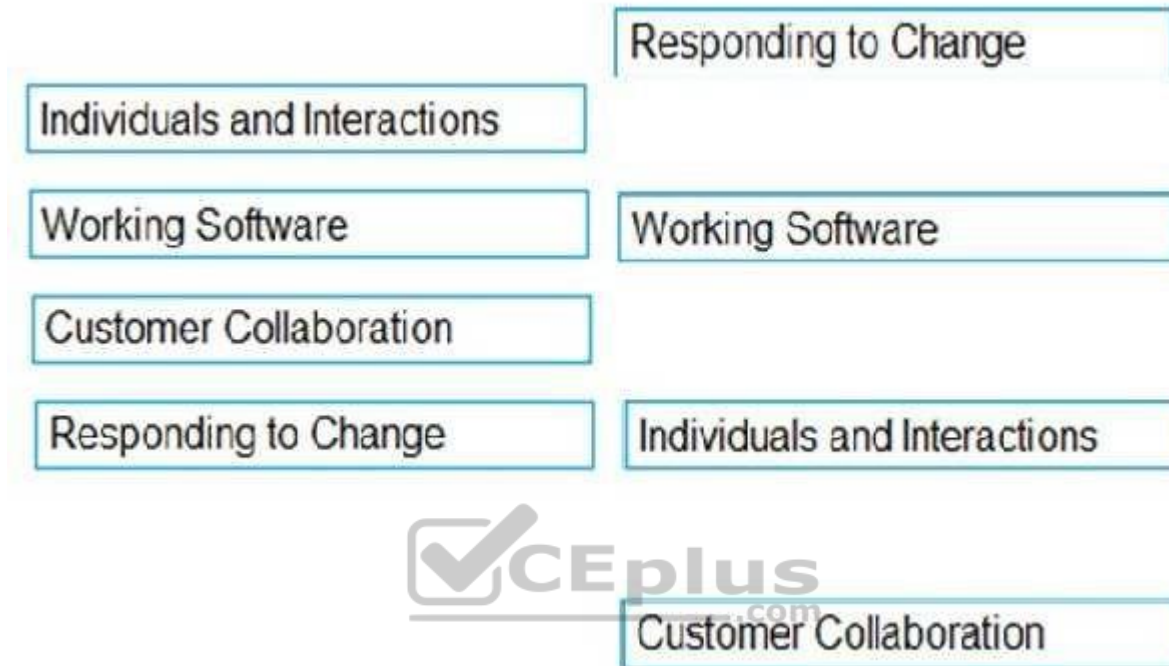 Responding to Change
Individuals and Interactions
Working Software
Working Software
Customer Collaboration
Responding to Change
Individuals and Interactions
CEplus
.com
Customer Collaboration